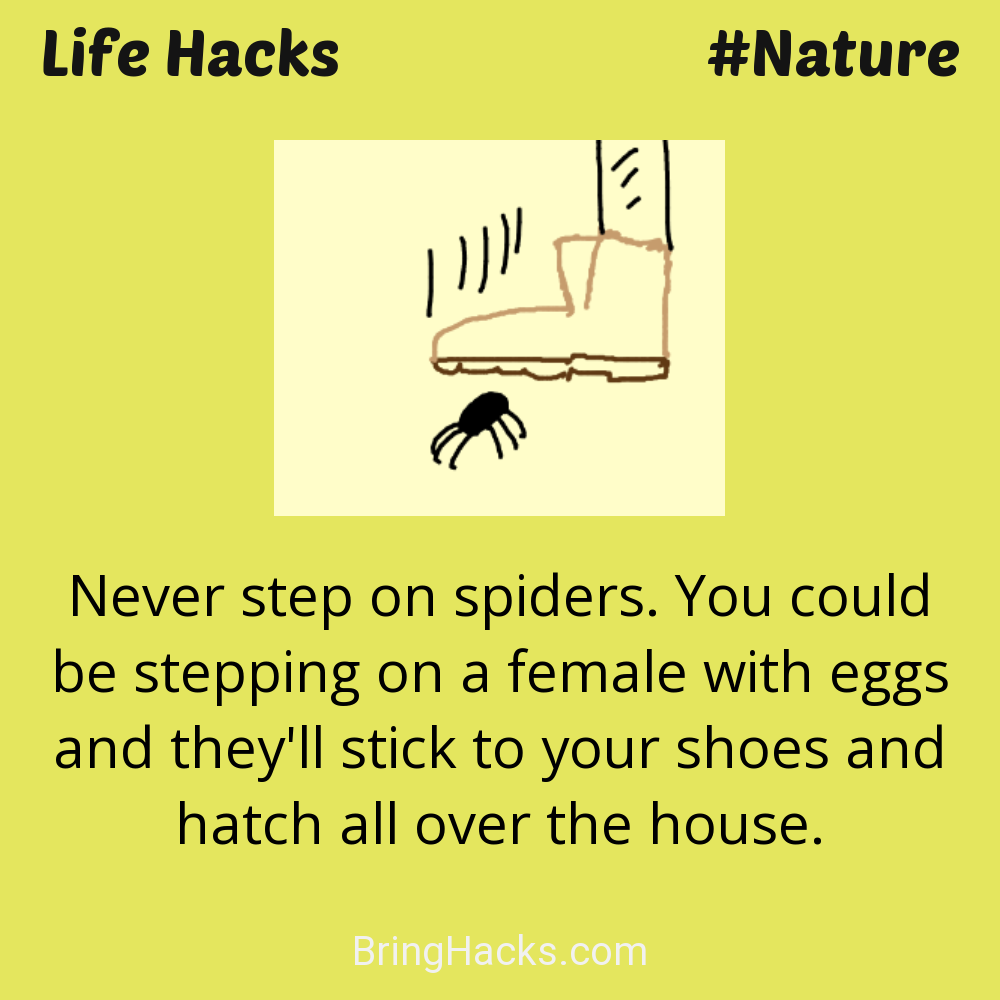 Life Hacks
#Nature
Never step on spiders. You could
be stepping on a female with eggs
and they'll stick to your shoes and
hatch all over the house.
BringHacks.com